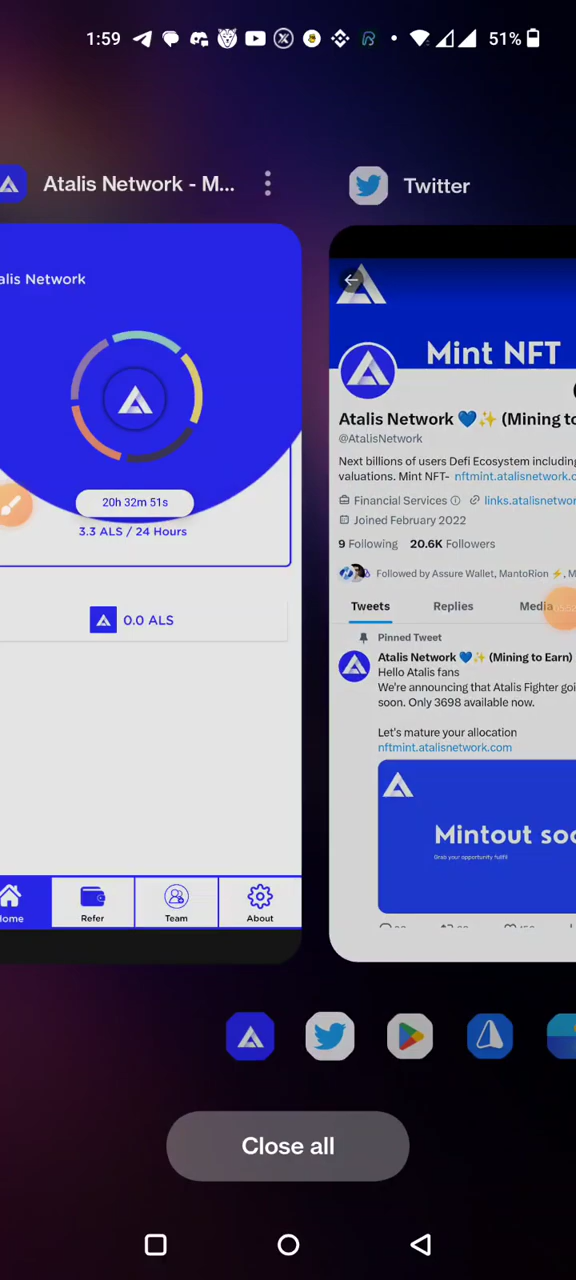 1:59
51%
Atalis Network - M...
Twitter
alis Network
20h 32m 51s
3.3 ALS / 24 Hours
0.0 ALS
Home
Refer
Team
About
Mint NFT
Atalis Network 💙✨ (Mining to
@AtalisNetwork
Next billions of users Defi Ecosystem including
valuations. Mint NFT- nftmint.atalisnetwork.c
Financial Services
links.atalisnetwor
Joined February 2022
9 Following 20.6K Followers
Followed by Assure Wallet, MantoRion ⚡, M
Tweets
Replies
Media
Pinned Tweet
Atalis Network 💙✨ (Mining to Earn)
Hello Atalis fans
We're announcing that Atalis Fighter goi
soon. Only 3698 available now.
Let's mature your allocation
nftmint.atalisnetwork.com
Mintout soo
Grab your opportunity fullfil
Close all